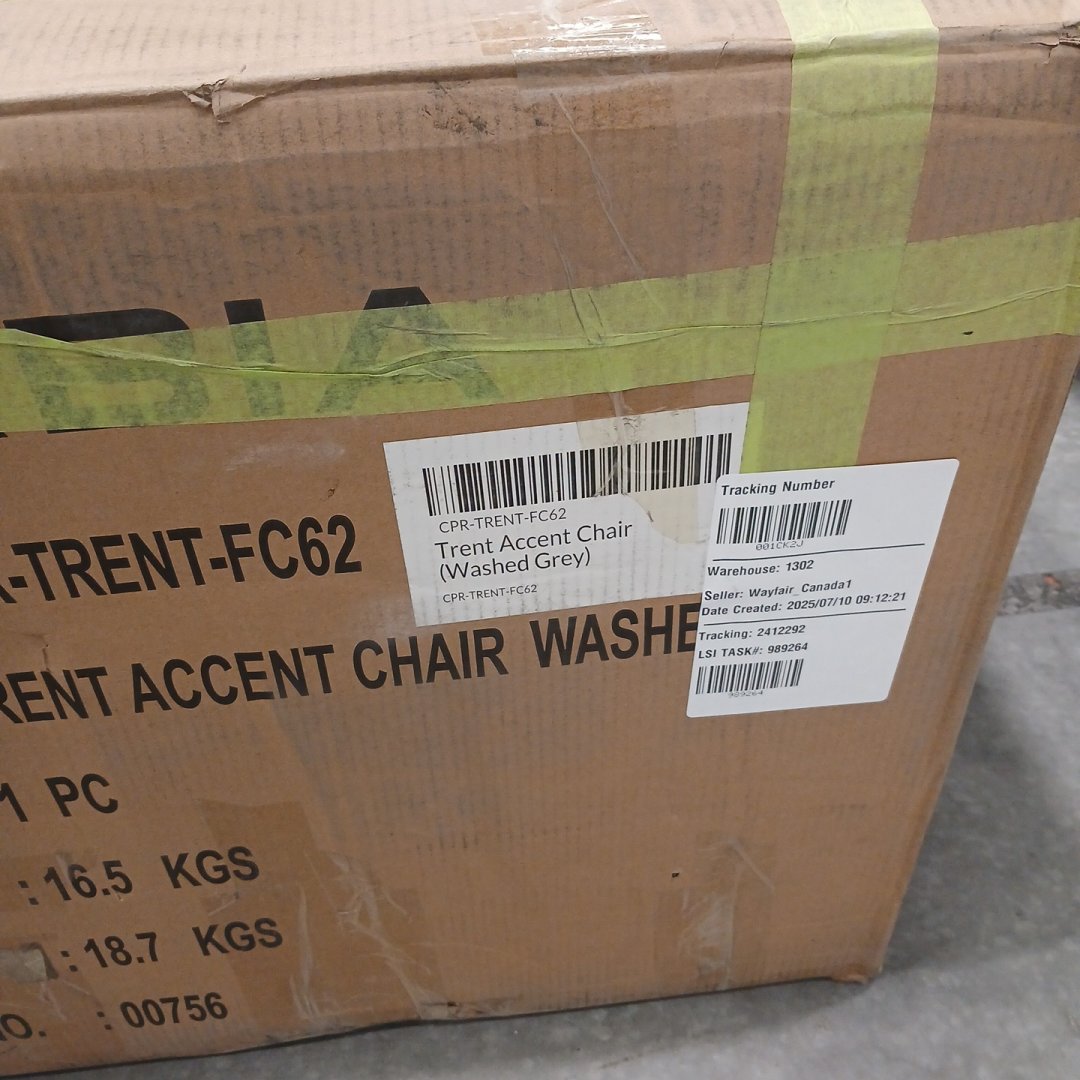 BIA
-TRENT-FC62
RENT ACCENT CHAIR WASHE
1 PC
: 16.5 KGS
: 18.7 KGS
NO. : 00756
CPR-TRENT-FC62
Trent Accent Chair
(Washed Grey)
CPR-TRENT-FC62
Tracking Number
001CK2J
Warehouse: 1302
Seller: Wayfair_Canada1
Date Created: 2025/07/10 09:12:21
Tracking: 2412292
LSI TASK#: 989264
989264